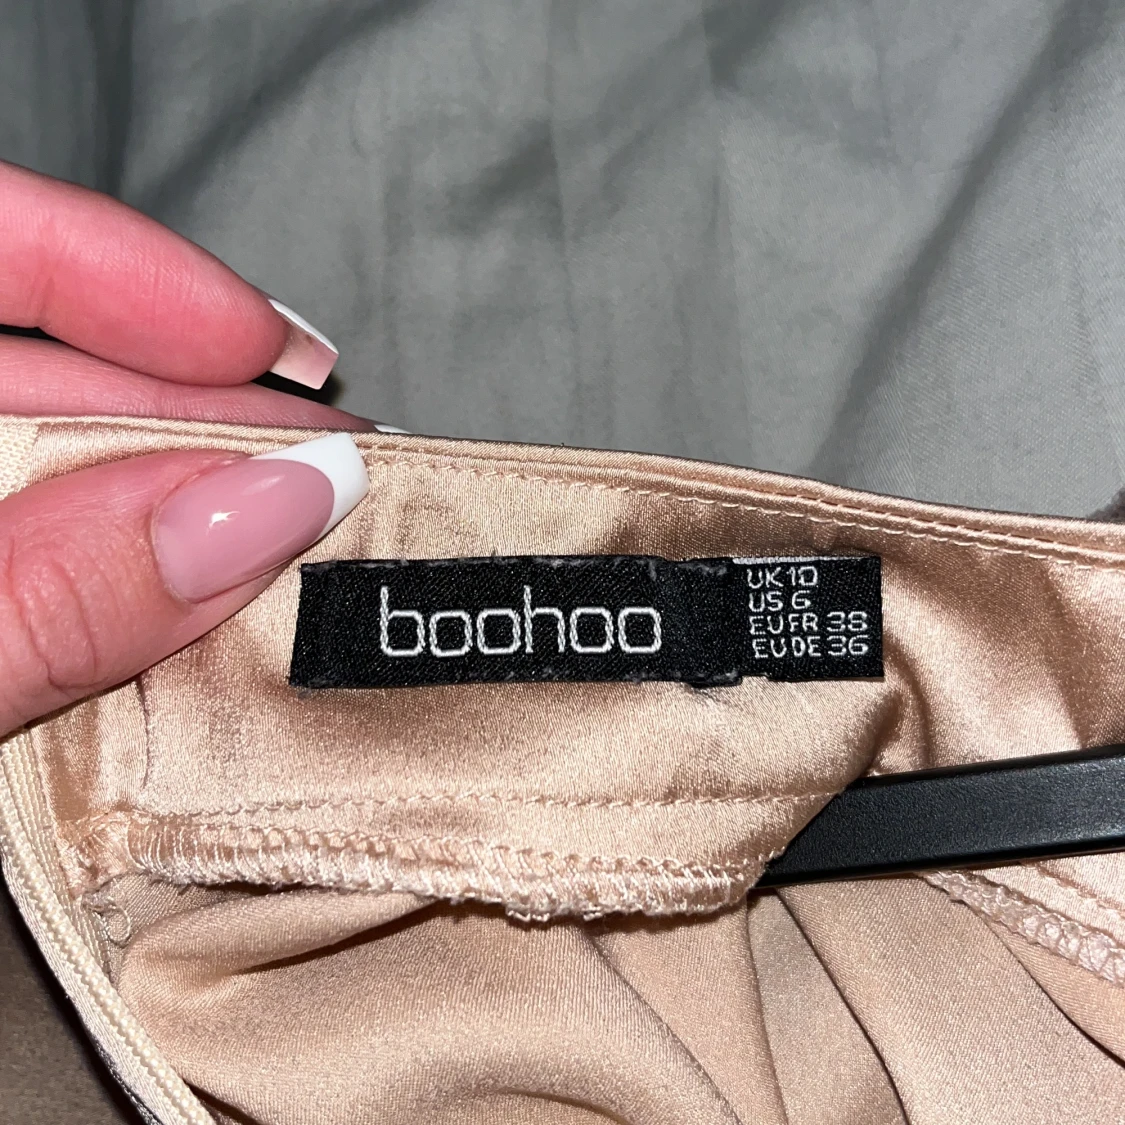 boohoo
UK 10
US 6
EU FR 38
EU DE 36